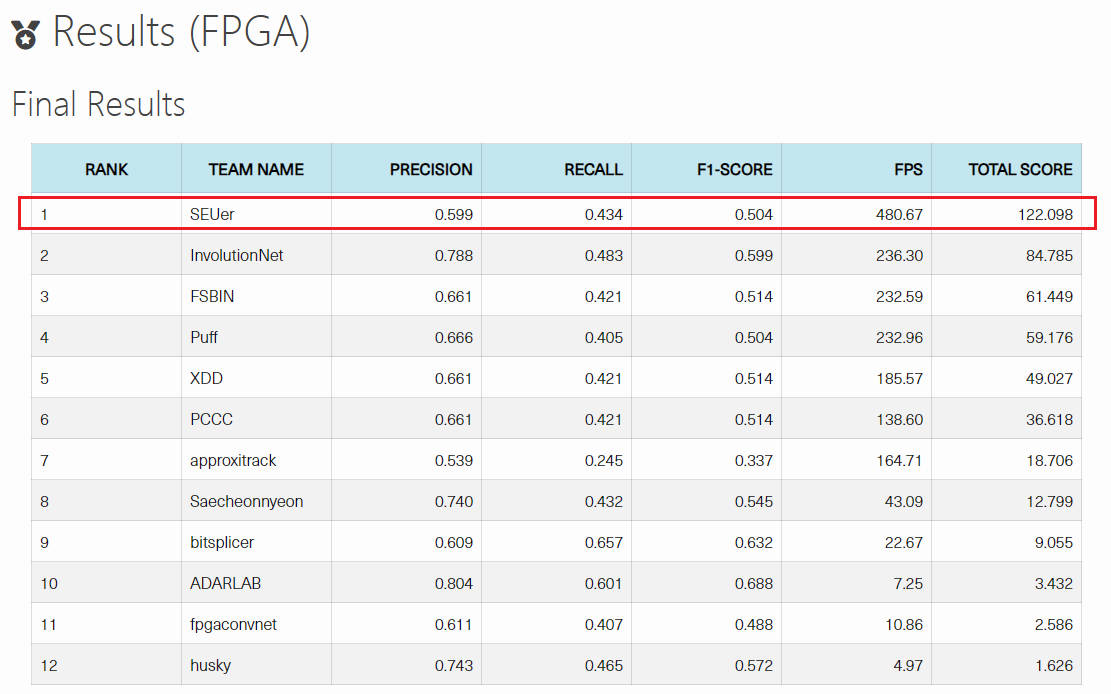 Results (FPGA)
Final Results
RANK TEAM NAME PRECISION RECALL F1-SCORE FPS TOTAL SCORE
1 SEUer 0.599 0.434 0.504 480.67 122.098
2 InvolutionNet 0.788 0.483 0.599 236.30 84.785
3 FSBIN 0.661 0.421 0.514 232.59 61.449
4 Puff 0.666 0.405 0.504 232.96 59.176
5 XDD 0.661 0.421 0.514 185.57 49.027
6 PCCC 0.661 0.421 0.514 138.60 36.618
7 approxitrack 0.539 0.245 0.337 164.71 18.706
8 Saecheonnyeon 0.740 0.432 0.545 43.09 12.799
9 bitsplicer 0.609 0.657 0.632 22.67 9.055
10 ADARLAB 0.804 0.601 0.688 7.25 3.432
11 fpgaconvnet 0.611 0.407 0.488 10.86 2.586
12 husky 0.743 0.465 0.572 4.97 1.626